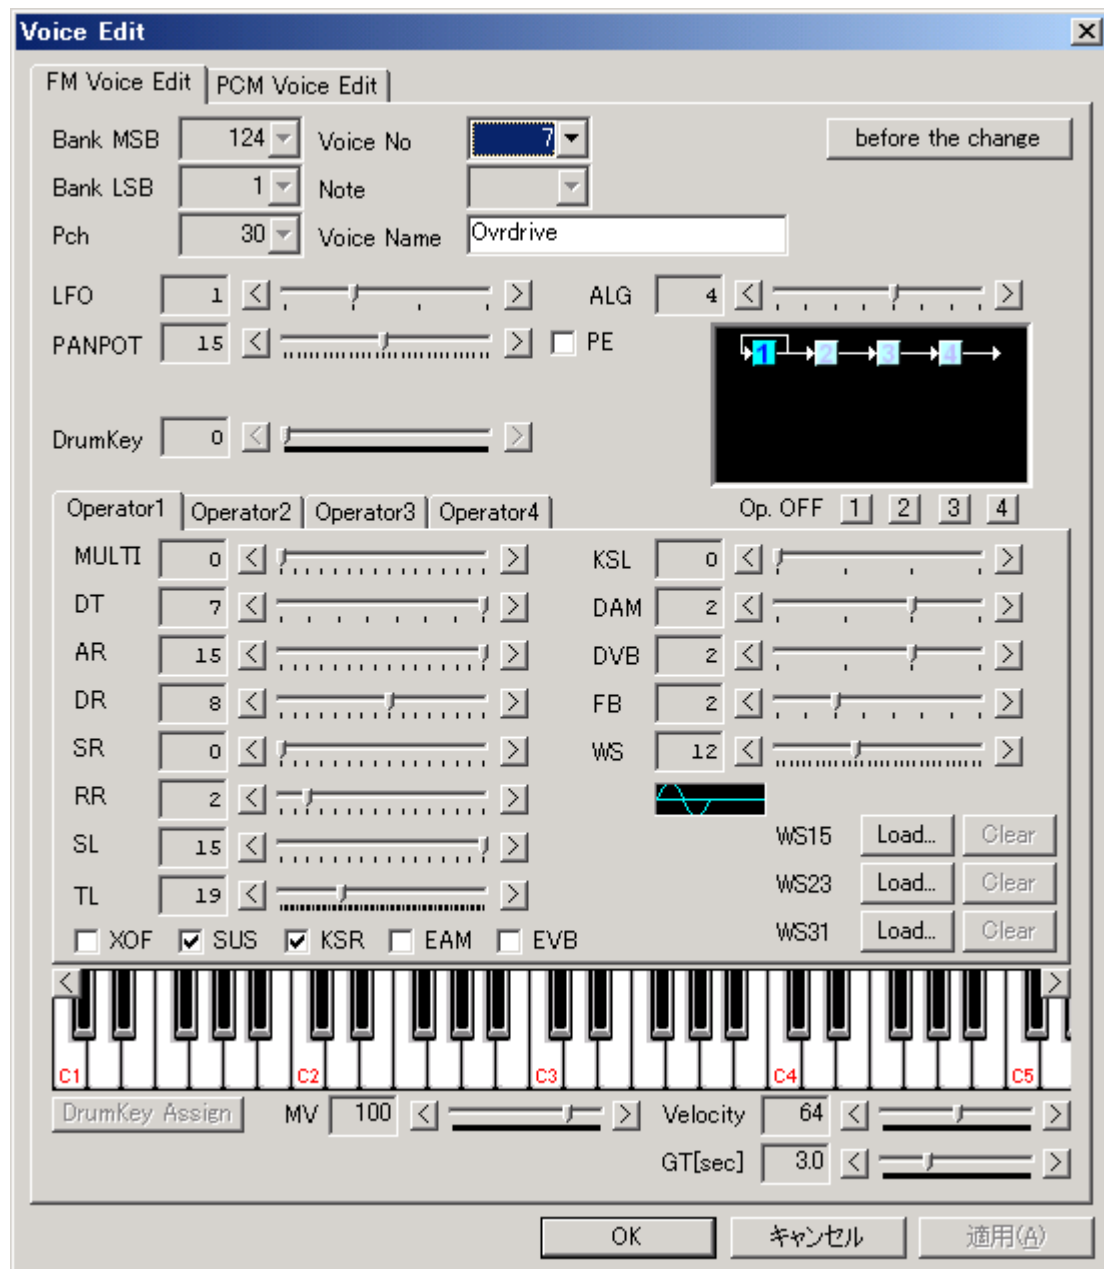 Voice Edit
FM Voice Edit PCM Voice Edit
Bank MSB 124 Voice No 7 before the change
Bank LSB 1 Note
Pch 30 Voice Name Ovrdrive
LFO 1 < > ALG 4 < >
PANPOT 15 < > PE
1 2 3 4
DrumKey 0 < >
Operator1 Operator2 Operator3 Operator4 Op. OFF 1 2 3 4
MULTI 0 < > KSL 0 < >
DT 7 < > DAM 2 < >
AR 15 < > DVB 2 < >
DR 8 < > FB 2 < >
SR 0 < > WS 12 < >
RR 2 < >
SL 15 < > WS15 Load... Clear
TL 19 < > WS23 Load... Clear
XOF SUS KSR EAM EVB WS31 Load... Clear
< >
C1 C2 C3 C4 C5
DrumKey Assign MV 100 < > Velocity 64 < >
GT[sec] 3.0 < >
OK キャンセル 適用(A)